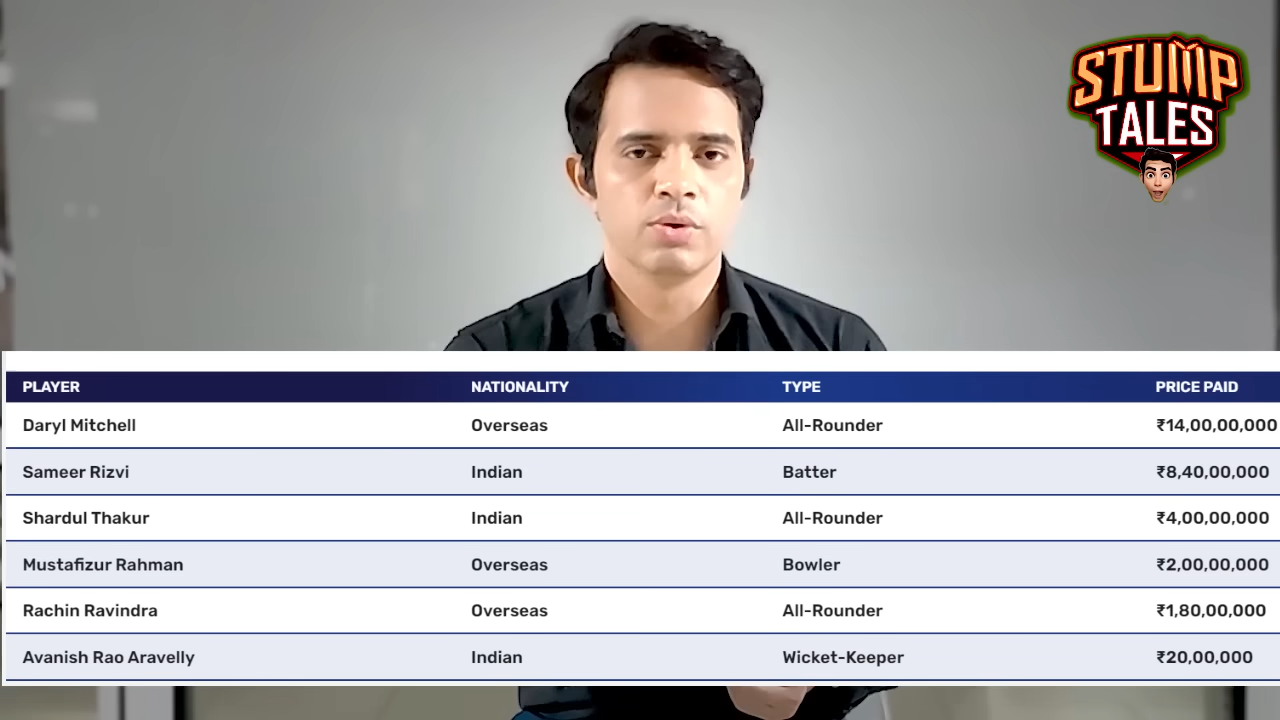 STUMP
TALES
PLAYER NATIONALITY TYPE PRICE PAID
Daryl Mitchell Overseas All-Rounder ₹14,00,00,000
Sameer Rizvi Indian Batter ₹8,40,00,000
Shardul Thakur Indian All-Rounder ₹4,00,00,000
Mustafizur Rahman Overseas Bowler ₹2,00,00,000
Rachin Ravindra Overseas All-Rounder ₹1,80,00,000
Avanish Rao Aravelly Indian Wicket-Keeper ₹20,00,000